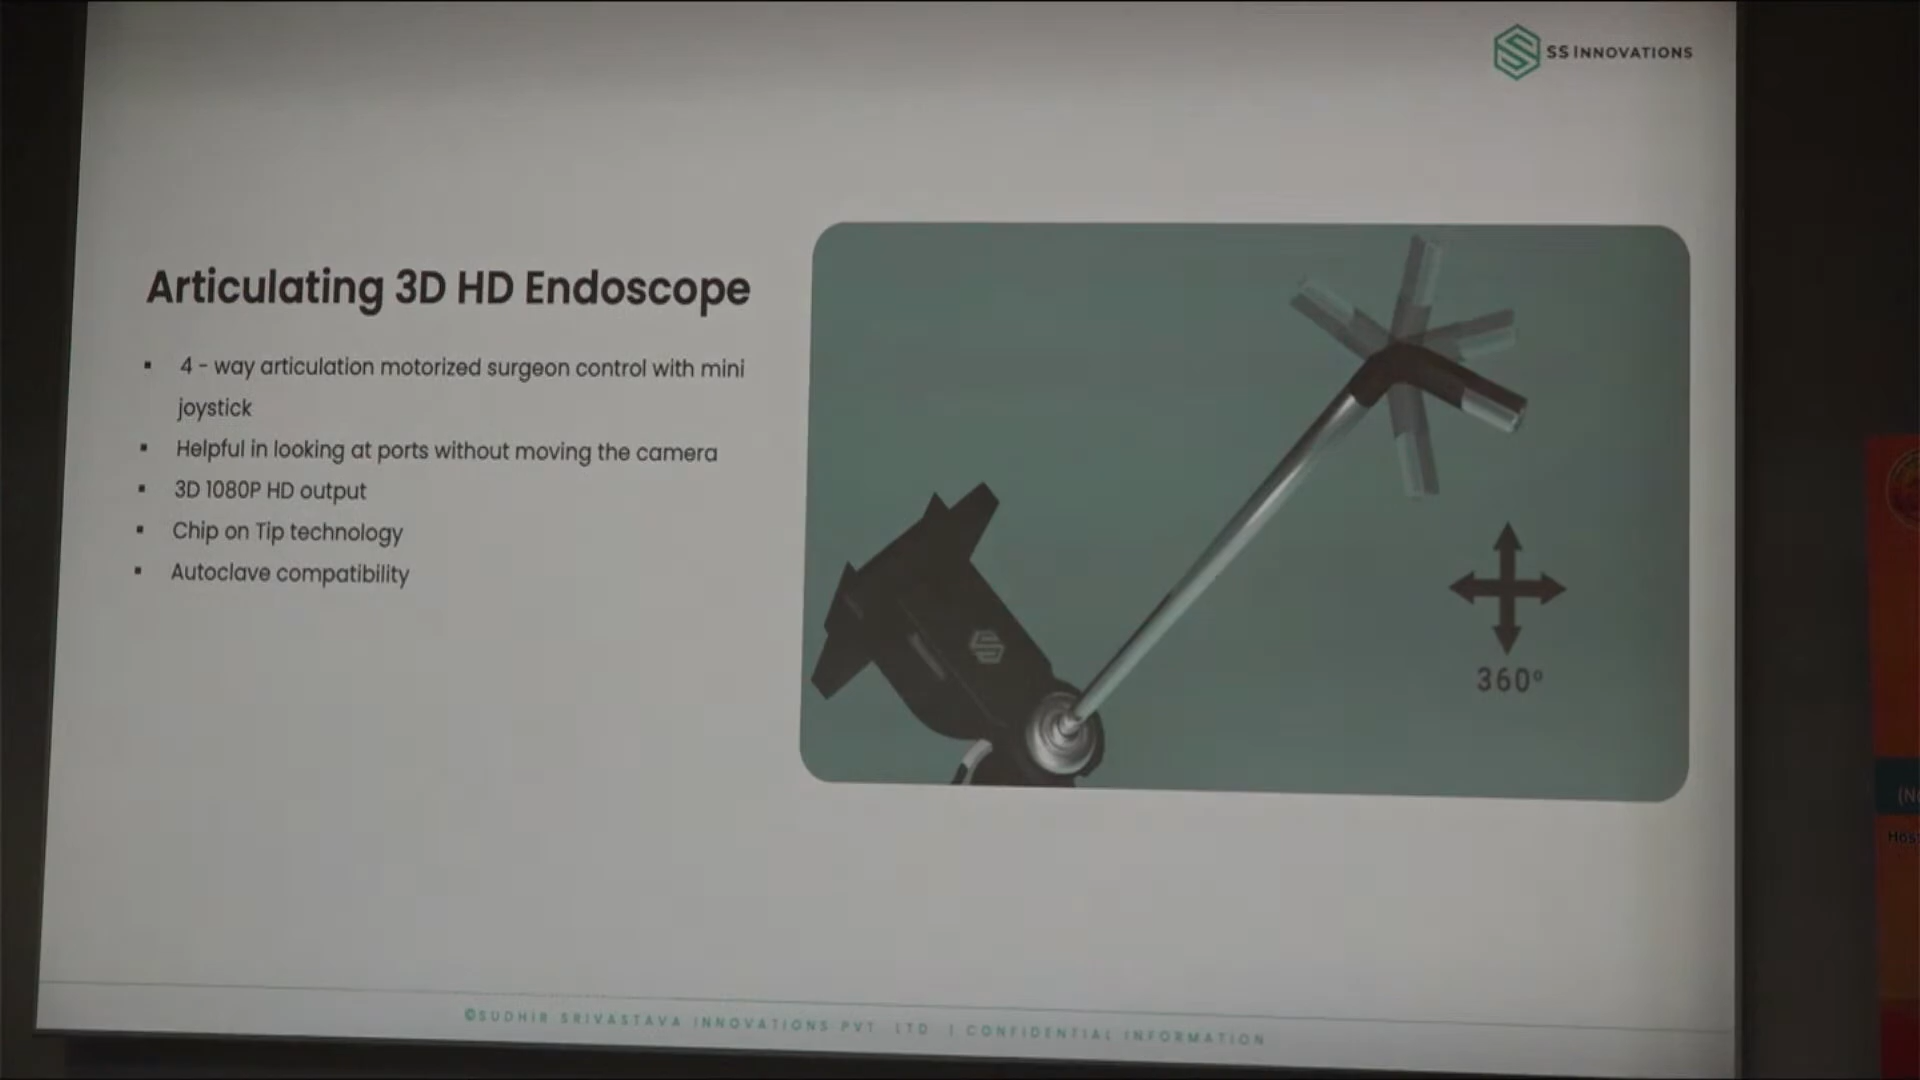 SS INNOVATIONS
Articulating 3D HD Endoscope
▪ 4 - way articulation motorized surgeon control with mini
joystick
▪ Helpful in looking at ports without moving the camera
▪ 3D 1080P HD output
▪ Chip on Tip technology
▪ Autoclave compatibility
360º
©SUDHIR SRIVASTAVA INNOVATIONS PVT. LTD. | CONFIDENTIAL INFORMATION